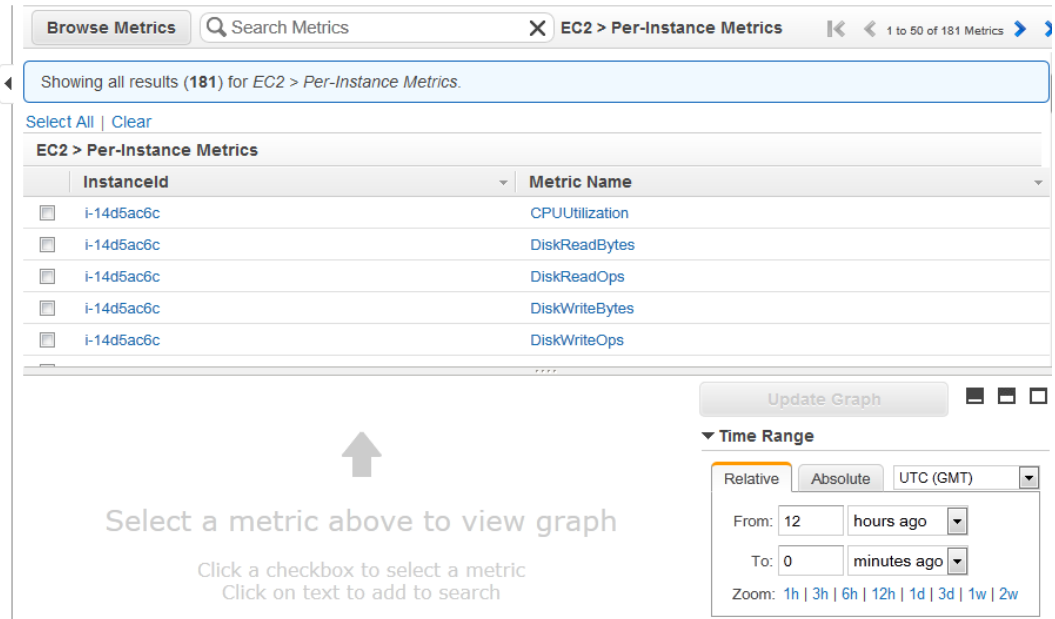 Browse Metrics Search Metrics EC2 > Per-Instance Metrics 1 to 50 of 181 Metrics
Showing all results (181) for EC2 > Per-Instance Metrics.
Select All | Clear
EC2 > Per-Instance Metrics
InstanceId Metric Name
i-14d5ac6c CPUUtilization
i-14d5ac6c DiskReadBytes
i-14d5ac6c DiskReadOps
i-14d5ac6c DiskWriteBytes
i-14d5ac6c DiskWriteOps
Update Graph
Time Range
Relative Absolute UTC (GMT)
From: 12 hours ago
To: 0 minutes ago
Zoom: 1h | 3h | 6h | 12h | 1d | 3d | 1w | 2w
Select a metric above to view graph
Click a checkbox to select a metric
Click on text to add to search